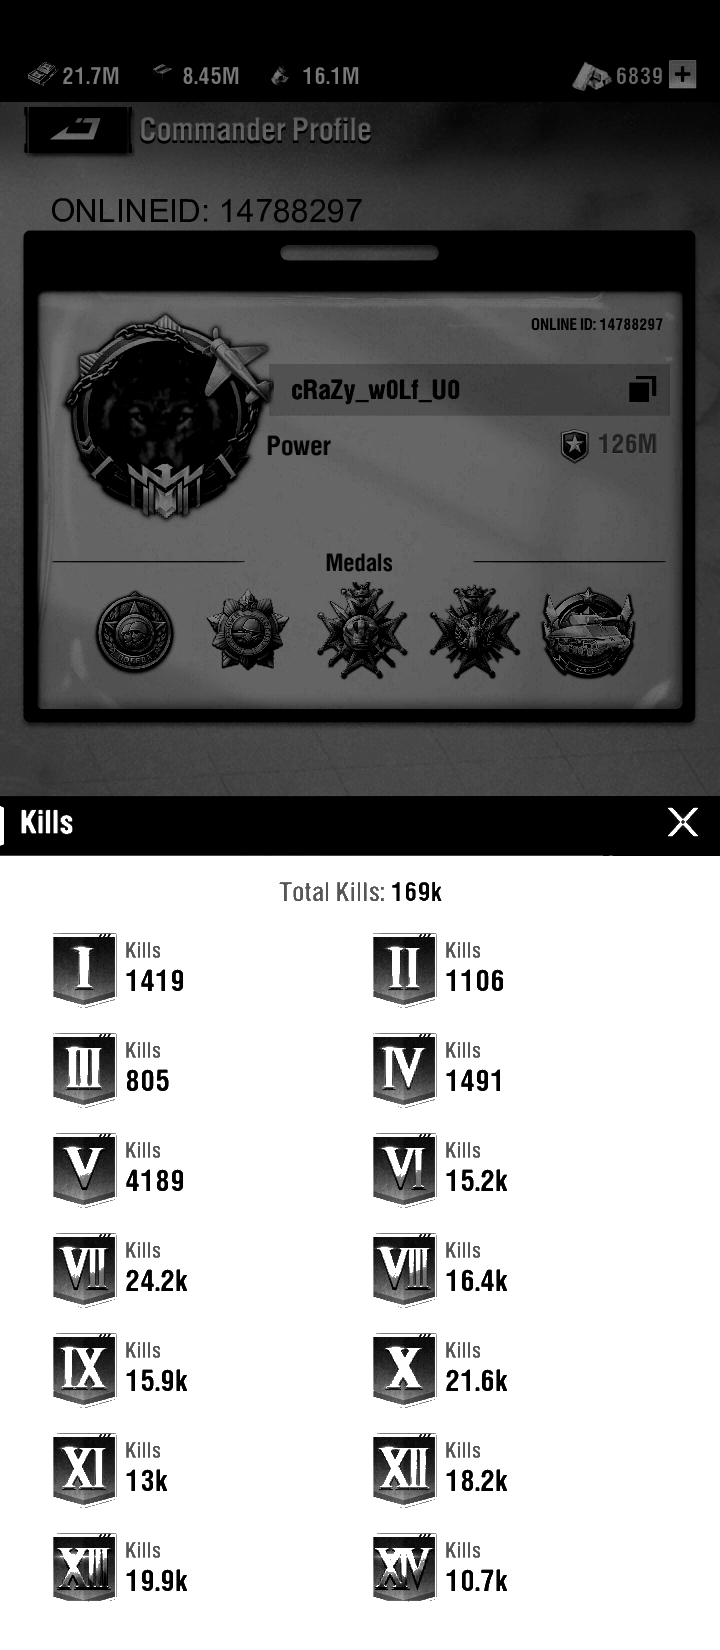 21.7M 8.45M 16.1M 6839 +
Commander Profile
ONLINEID: 14788297
ONLINE ID: 14788297
cRaZy_w0Lf_U0
Power 126M
Medals
Kills
Total Kills: 169k
I Kills 1419 II Kills 1106
III Kills 805 IV Kills 1491
V Kills 4189 VI Kills 15.2k
VII Kills 24.2k VIII Kills 16.4k
IX Kills 15.9k X Kills 21.6k
XI Kills 13k XII Kills 18.2k
XIII Kills 19.9k XIV Kills 10.7k